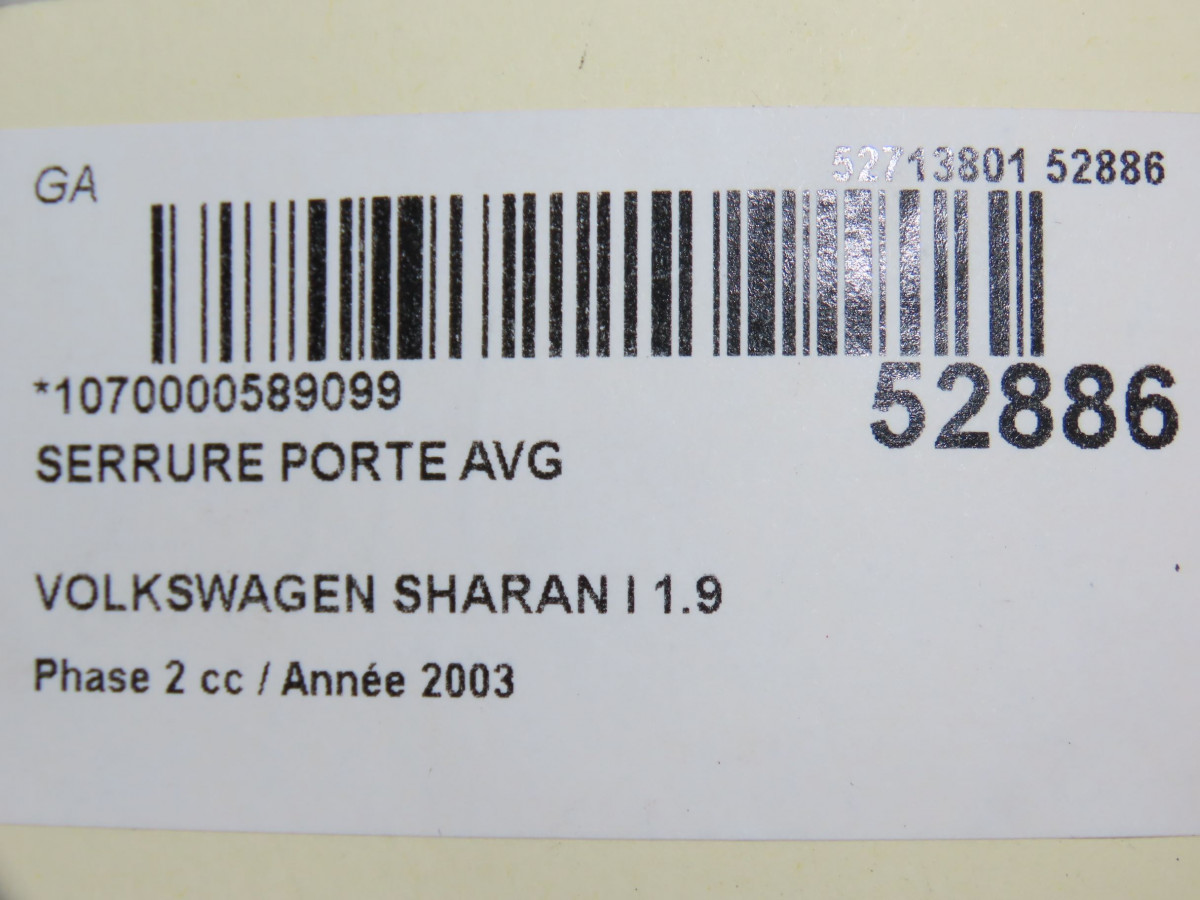 GA
52713801 52886
*1070000589099
52886
SERRURE PORTE AVG
VOLKSWAGEN SHARAN I 1.9
Phase 2 cc / Année 2003